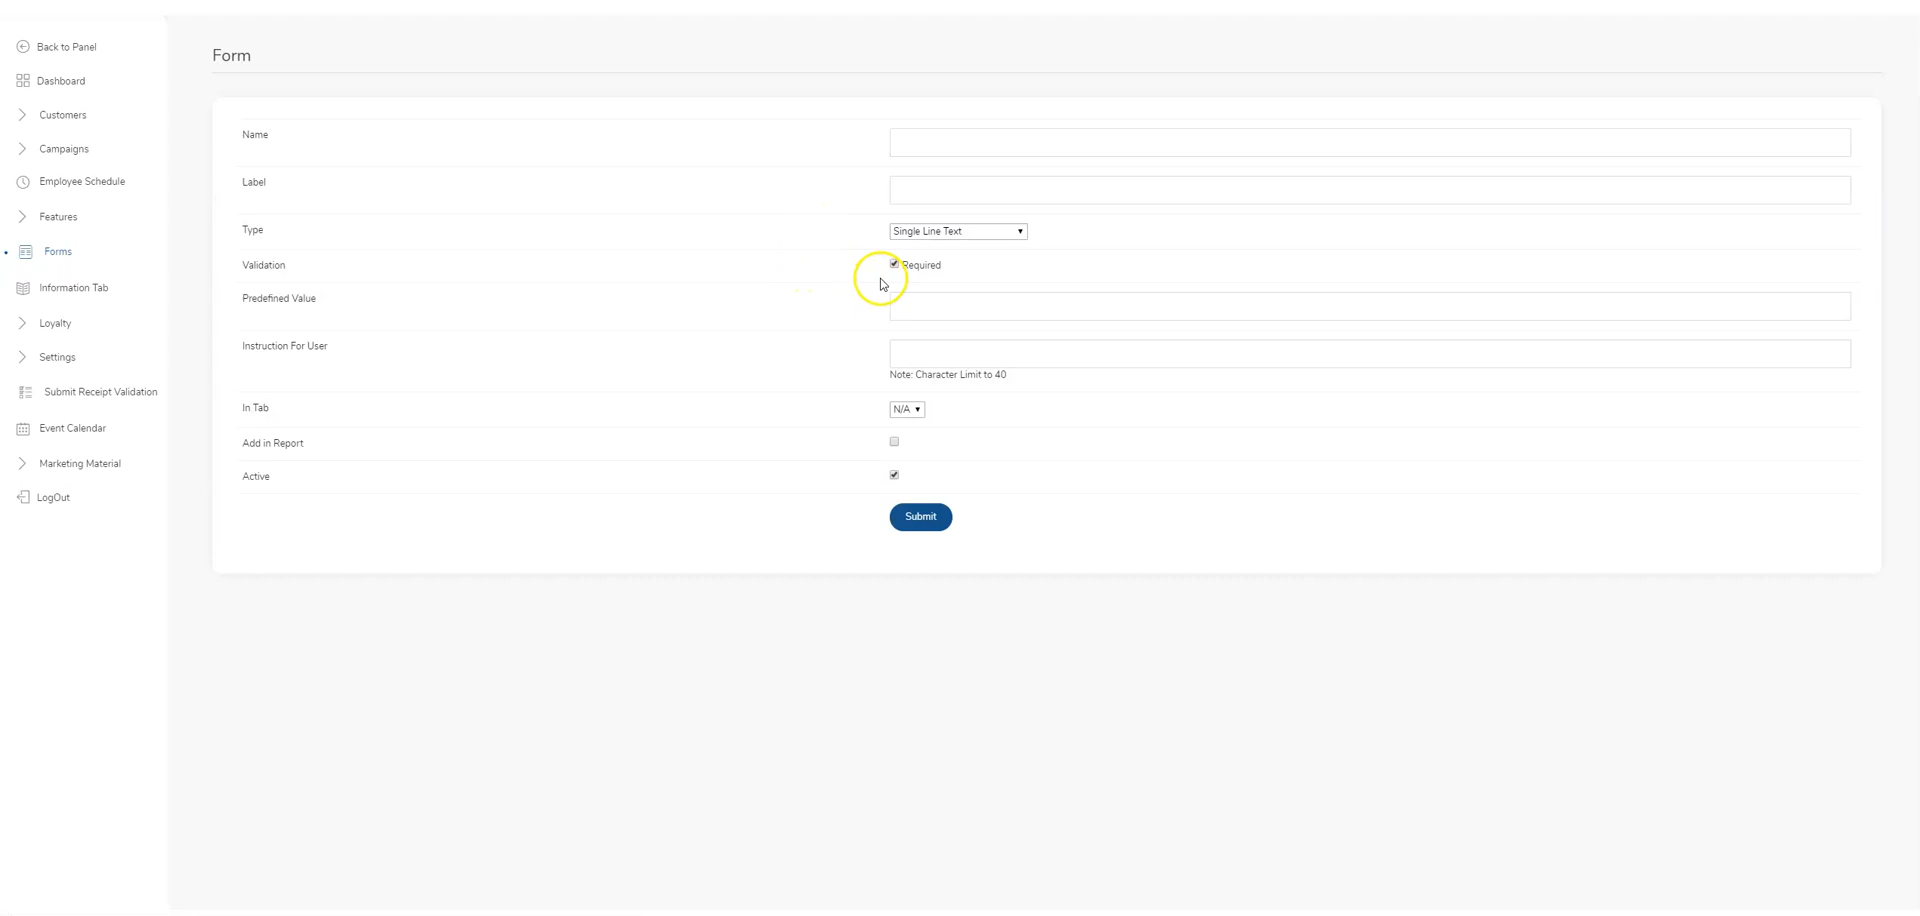 Back to Panel
Dashboard
Customers
Campaigns
Employee Schedule
Features
Forms
Information Tab
Loyalty
Settings
Submit Receipt Validation
Event Calendar
Marketing Material
LogOut
Form
Name
Label
Type
Single Line Text
Validation
Required
Predefined Value
Instruction For User
Note: Character Limit to 40
In Tab
N/A
Add in Report
Active
Submit